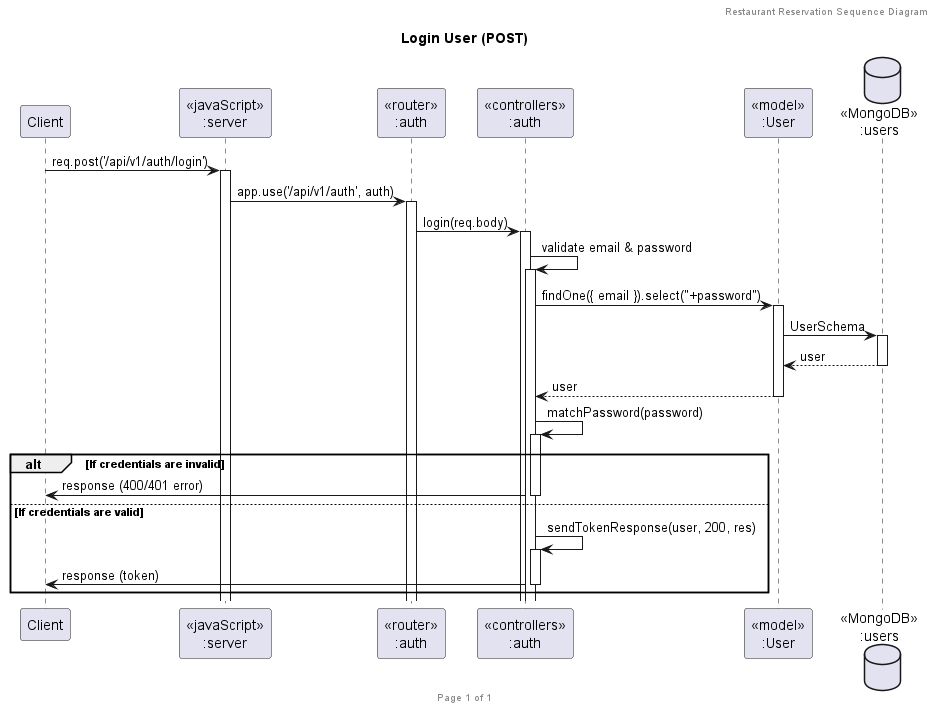 Restaurant Reservation Sequence Diagram
Login User (POST)
Client
«javaScript»
:server
«router»
:auth
«controllers»
:auth
«model»
:User
«MongoDB»
:users
req.post('/api/v1/auth/login')
app.use('/api/v1/auth', auth)
login(req.body)
validate email & password
findOne({ email }).select("+password")
UserSchema
user
user
matchPassword(password)
alt [If credentials are invalid]
response (400/401 error)
[If credentials are valid]
sendTokenResponse(user, 200, res)
response (token)
Client
«javaScript»
:server
«router»
:auth
«controllers»
:auth
«model»
:User
«MongoDB»
:users
Page 1 of 1